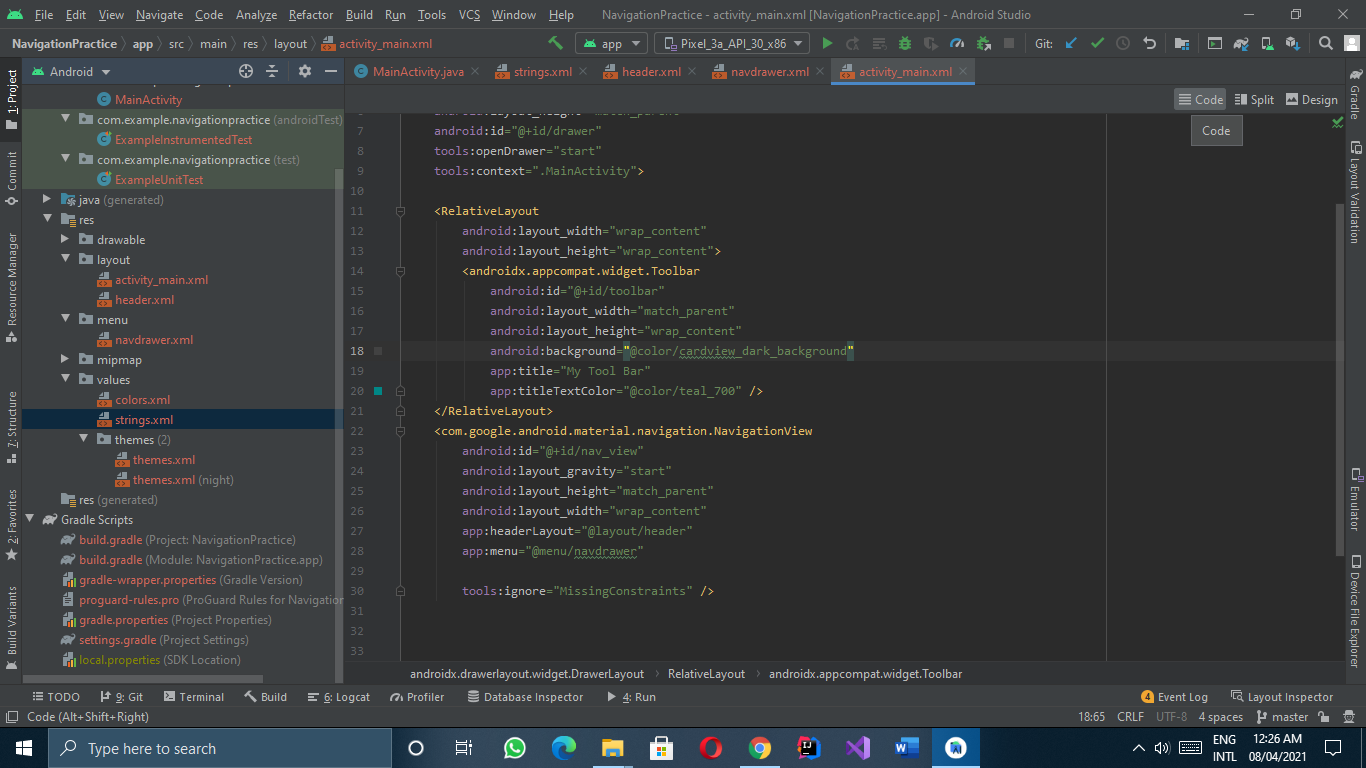 File Edit View Navigate Code Analyze Refactor Build Run Tools VCS Window Help NavigationPractice - activity_main.xml [NavigationPractice.app] - Android Studio
NavigationPractice app src main res layout activity_main.xml app Pixel_3a_API_30_x86 Git:
Android MainActivity.java strings.xml header.xml navdrawer.xml activity_main.xml
Code Split Design
Code
1: Project
Commit
Resource Manager
7: Structure
2: Favorites
Build Variants
MainActivity
com.example.navigationpractice (androidTest)
ExampleInstrumentedTest
com.example.navigationpractice (test)
ExampleUnitTest
java (generated)
res
drawable
layout
activity_main.xml
header.xml
menu
navdrawer.xml
mipmap
values
colors.xml
strings.xml
themes (2)
themes.xml
themes.xml (night)
res (generated)
Gradle Scripts
build.gradle (Project: NavigationPractice)
build.gradle (Module: NavigationPractice.app)
gradle-wrapper.properties (Gradle Version)
proguard-rules.pro (ProGuard Rules for Navigation
gradle.properties (Project Properties)
settings.gradle (Project Settings)
local.properties (SDK Location)
7 android:id="@+id/drawer"
8 tools:openDrawer="start"
9 tools:context=".MainActivity">
10
11 <RelativeLayout
12 android:layout_width="wrap_content"
13 android:layout_height="wrap_content">
14 <androidx.appcompat.widget.Toolbar
15 android:id="@+id/toolbar"
16 android:layout_width="match_parent"
17 android:layout_height="wrap_content"
18 android:background="@color/cardview_dark_background"
19 app:title="My Tool Bar"
20 app:titleTextColor="@color/teal_700" />
21 </RelativeLayout>
22 <com.google.android.material.navigation.NavigationView
23 android:id="@+id/nav_view"
24 android:layout_gravity="start"
25 android:layout_height="match_parent"
26 android:layout_width="wrap_content"
27 app:headerLayout="@layout/header"
28 app:menu="@menu/navdrawer"
29
30 tools:ignore="MissingConstraints" />
31
32
33
Gradle
Layout Validation
Emulator
Device File Explorer
androidx.drawerlayout.widget.DrawerLayout RelativeLayout androidx.appcompat.widget.Toolbar
TODO 9: Git Terminal Build 6: Logcat Profiler Database Inspector 4: Run 4 Event Log Layout Inspector
Code (Alt+Shift+Right) 18:65 CRLF UTF-8 4 spaces master
Type here to search ENG 12:26 AM
INTL 08/04/2021